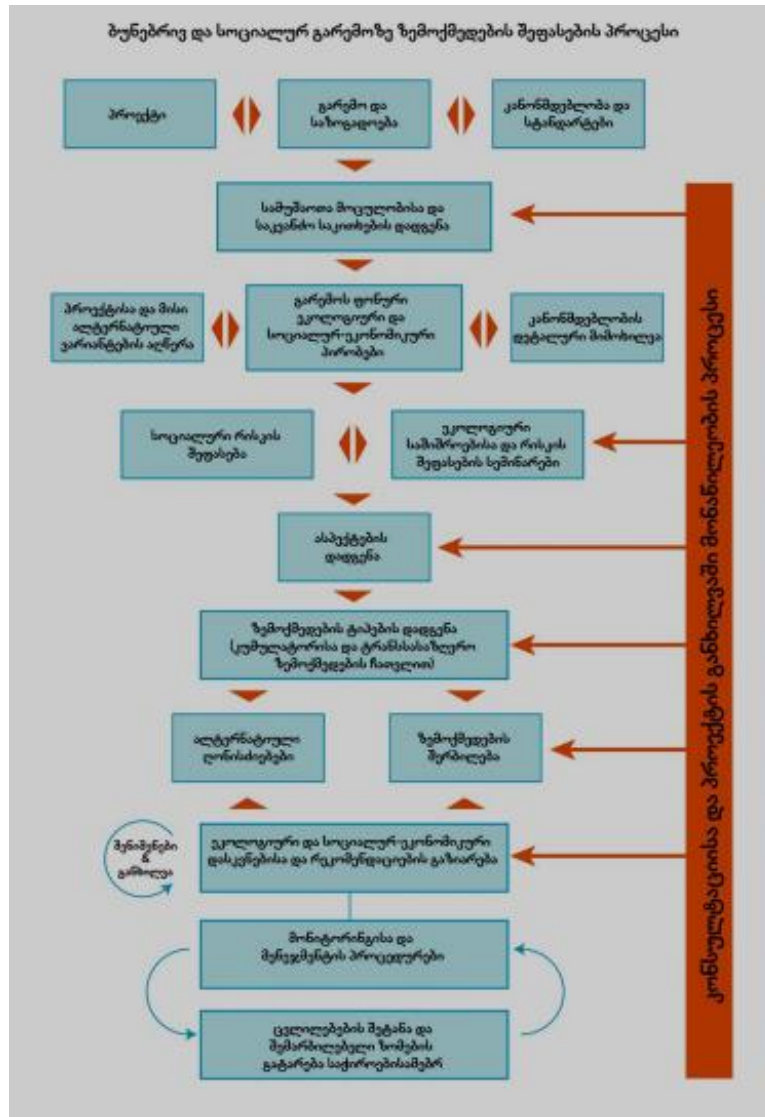 ბუნებრივ და სოციალურ გარემოზე ზემოქმედების შეფასების პროცესი
პროექტი
გარემო და
საზოგადოება
კანონმდებლობა და
სტანდარტები
სამუშაოთა მოცულობისა და
საკვანძო საკითხების დადგენა
პროექტისა და მისი
ალტერნატიული
ვარიანტების აღწერა
გარემოს ფონური
ეკოლოგიური და
სოციალურ-ეკონომიკური
პირობები
კანონმდებლობის
დეტალური მიმოხილვა
სოციალური რისკის
შეფასება
ეკოლოგიური
საშიშროებისა და რისკის
შეფასების სემინარები
ასპექტების
დადგენა
ზემოქმედების ტიპების დადგენა
(კუმულატორისა და ტრანსსასაზღვრო
ზემოქმედების ჩათვლით)
ალტერნატიული
ღონისძიებები
ზემოქმედების
შერბილება
შენიშვნები
&
განხილვა
ეკოლოგიური და სოციალურ-ეკონომიკური
დასკვნებისა და რეკომენდაციების გაზიარება
მონიტორინგისა და
მენეჯმენტის პროცედურები
ცვლილებების შეტანა და
შემარბილებელი ზომების
გატარება საჭიროებისამებრ
კონსულტაციისა და პროექტის განხილვაში მონაწილეობის პროცესი